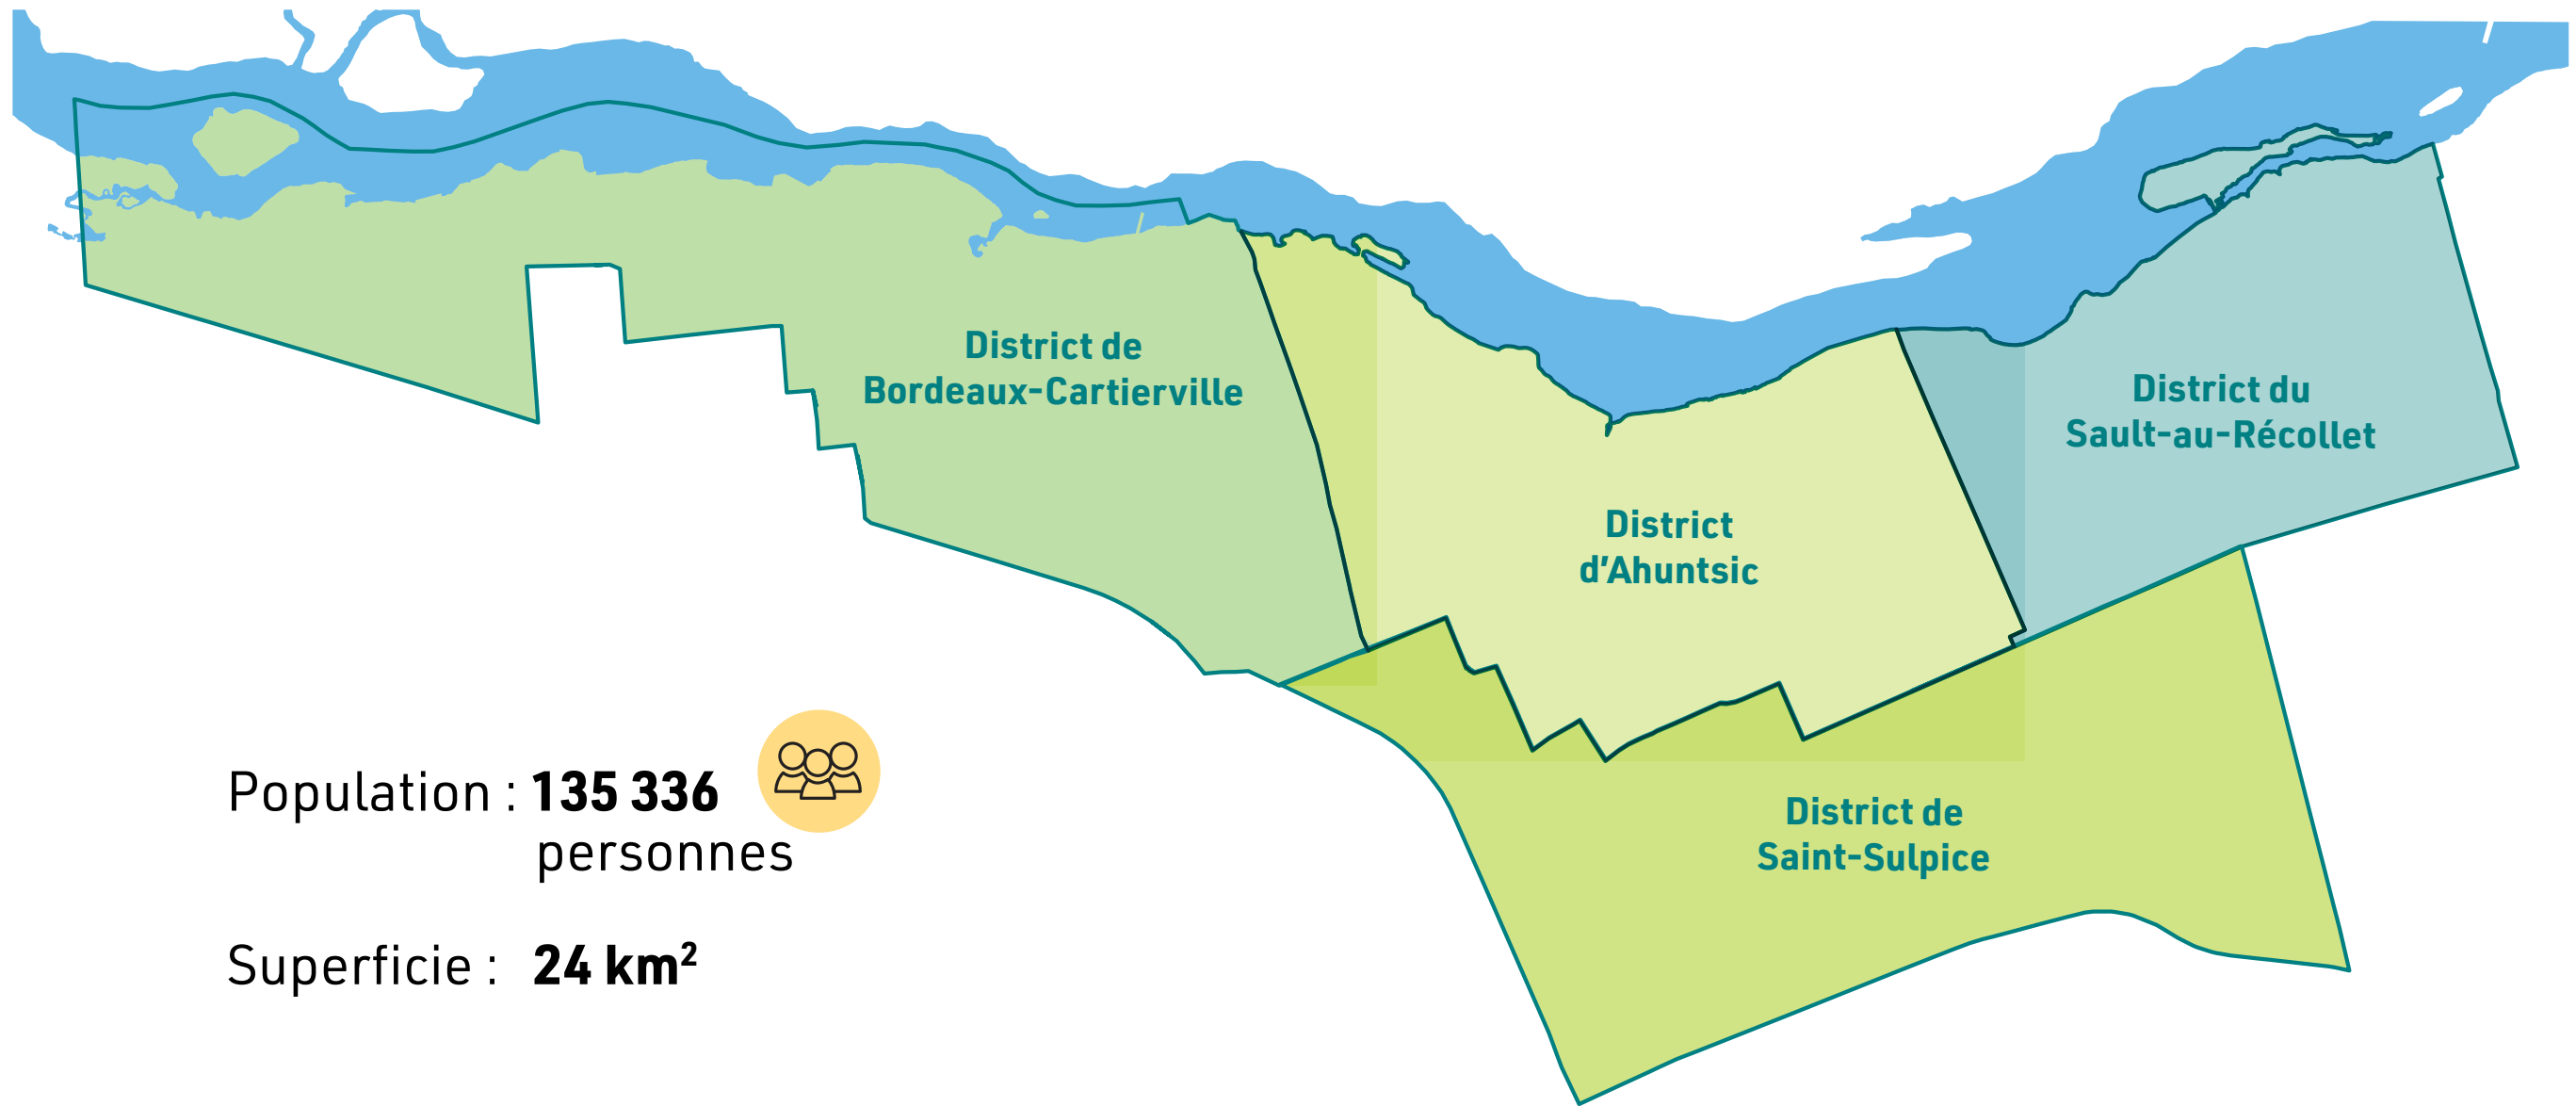 District de
Bordeaux-Cartierville
District du
Sault-au-Récollet
District
d’Ahuntsic
District de
Saint-Sulpice
Population : 135 336
personnes
Superficie : 24 km²